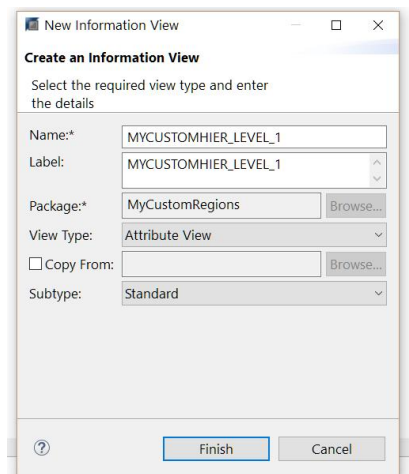 New Information View
Create an Information View
Select the required view type and enter
the details
Name:* MYCUSTOMHIER_LEVEL_1
Label: MYCUSTOMHIER_LEVEL_1
Package:* MyCustomRegions Browse...
View Type: Attribute View
Copy From: Browse...
Subtype: Standard
? Finish Cancel